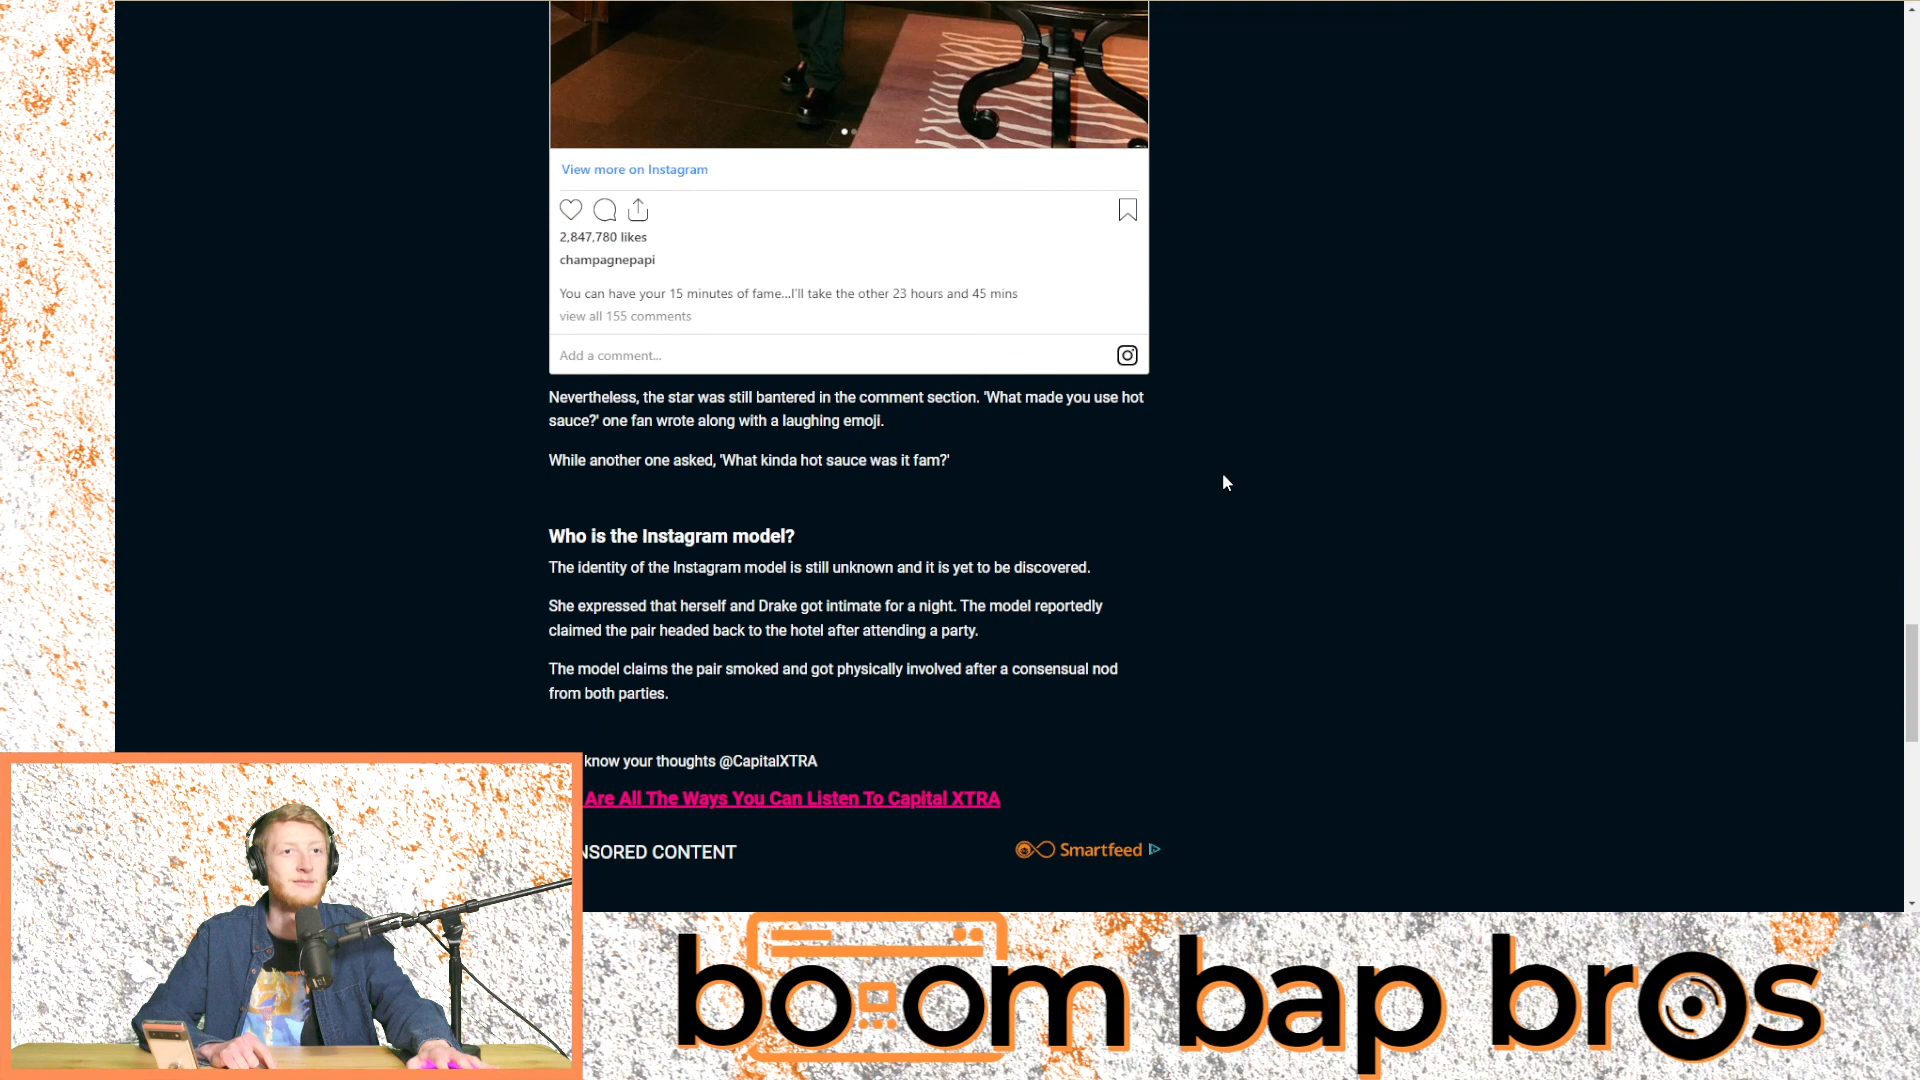 View more on Instagram
2,847,780 likes
champagnepapi
You can have your 15 minutes of fame...I'll take the other 23 hours and 45 mins
view all 155 comments
Add a comment...
Nevertheless, the star was still bantered in the comment section. 'What made you use hot
sauce?' one fan wrote along with a laughing emoji.
While another one asked, 'What kinda hot sauce was it fam?'
Who is the Instagram model?
The identity of the Instagram model is still unknown and it is yet to be discovered.
She expressed that herself and Drake got intimate for a night. The model reportedly
claimed the pair headed back to the hotel after attending a party.
The model claims the pair smoked and got physically involved after a consensual nod
from both parties.
know your thoughts @CapitalXTRA
Are All The Ways You Can Listen To Capital XTRA
NSORED CONTENT
Smartfeed
boom bap bros